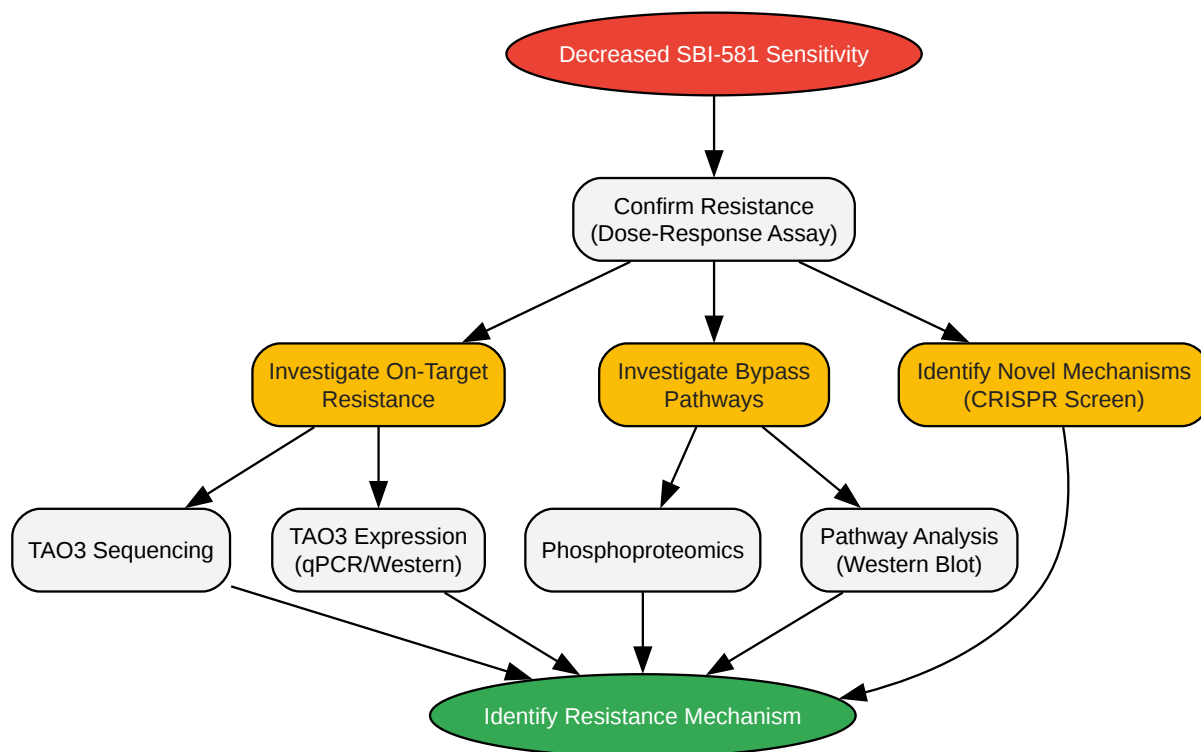 Decreased SBI-581 Sensitivity
Confirm Resistance
(Dose-Response Assay)
Investigate On-Target
Resistance
Investigate Bypass
Pathways
Identify Novel Mechanisms
(CRISPR Screen)
TAO3 Sequencing
TAO3 Expression
(qPCR/Western)
Phosphoproteomics
Pathway Analysis
(Western Blot)
Identify Resistance Mechanism